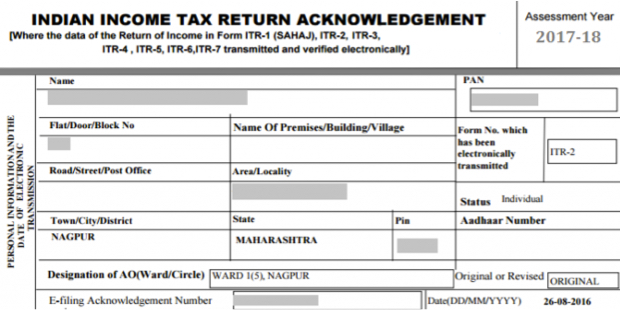 INDIAN INCOME TAX RETURN ACKNOWLEDGEMENT
[Where the data of the Return of Income in Form ITR-1 (SAHAJ), ITR-2, ITR-3,
ITR-4 , ITR-5, ITR-6,ITR-7 transmitted and verified electronically]
Assessment Year
2017-18
PERSONAL INFORMATION AND THE
DATE OF ELECTRONIC
TRANSMISSION
Name
PAN
Flat/Door/Block No
Name Of Premises/Building/Village
Form No. which
has been
electronically
transmitted
ITR-2
Road/Street/Post Office
Area/Locality
Status Individual
Town/City/District
State
Pin
Aadhaar Number
NAGPUR
MAHARASHTRA
Designation of AO(Ward/Circle) WARD 1(5), NAGPUR
Original or Revised ORIGINAL
E-filing Acknowledgement Number
Date(DD/MM/YYYY) 26-08-2016